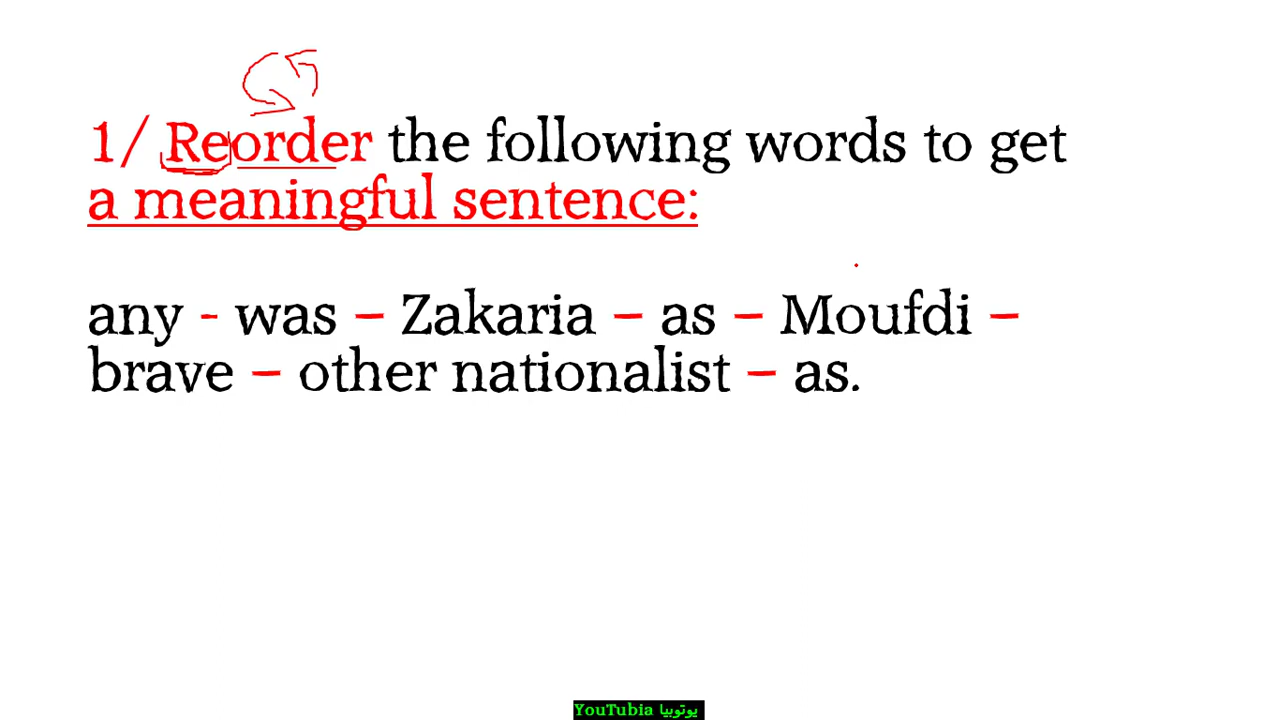 1/ Reorder the following words to get
a meaningful sentence:
any - was – Zakaria – as – Moufdi –
brave – other nationalist – as.
YouTubia يوتوبيا